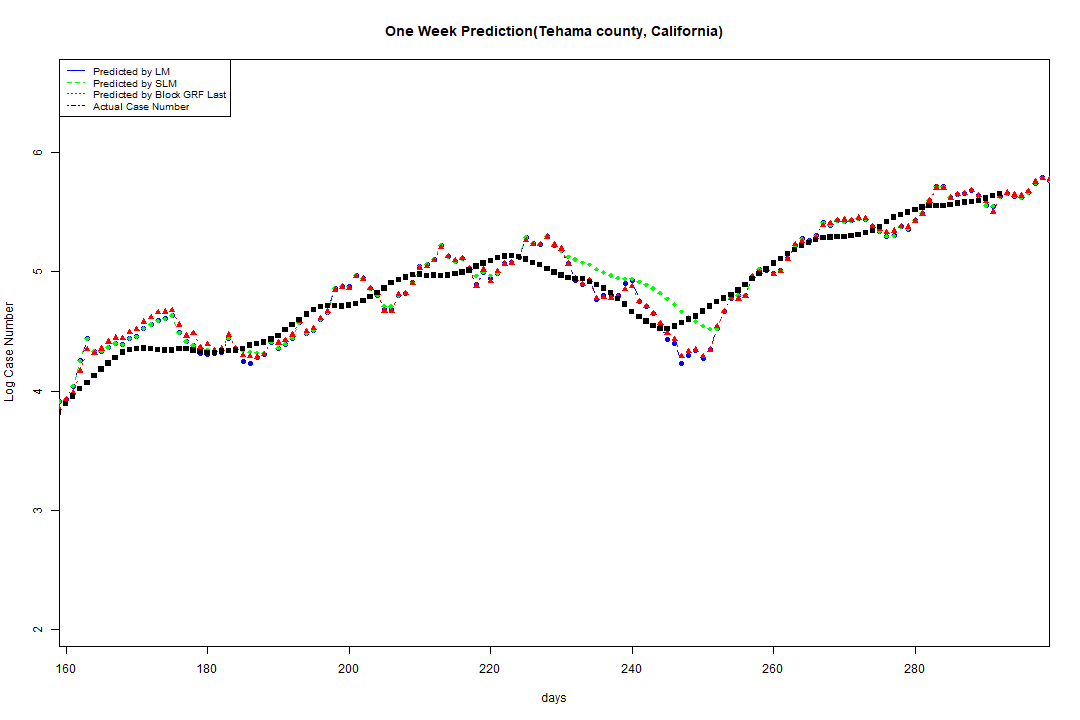 One Week Prediction(Tehama county, California)
Predicted by LM
Predicted by SLM
Predicted by Block GRF Last
Actual Case Number
6
5
4
3
2
Log Case Number
160 180 200 220 240 260 280
days